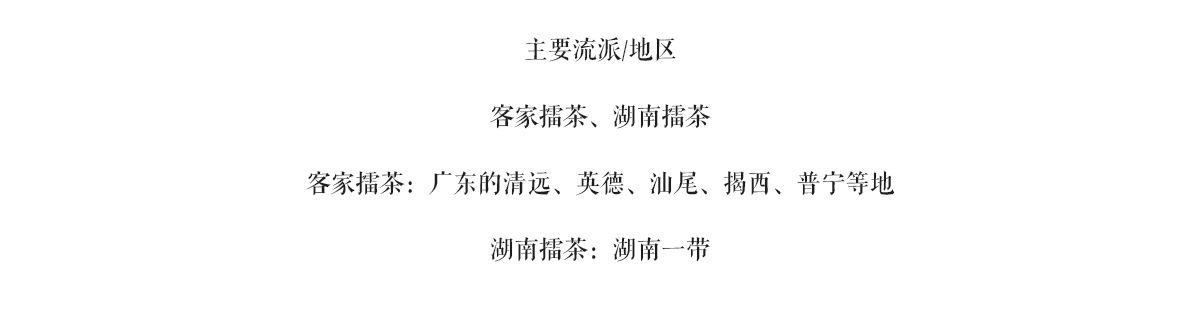 主要流派/地区
客家擂茶、湖南擂茶
客家擂茶：广东的清远、英德、汕尾、揭西、普宁等地
湖南擂茶：湖南一带